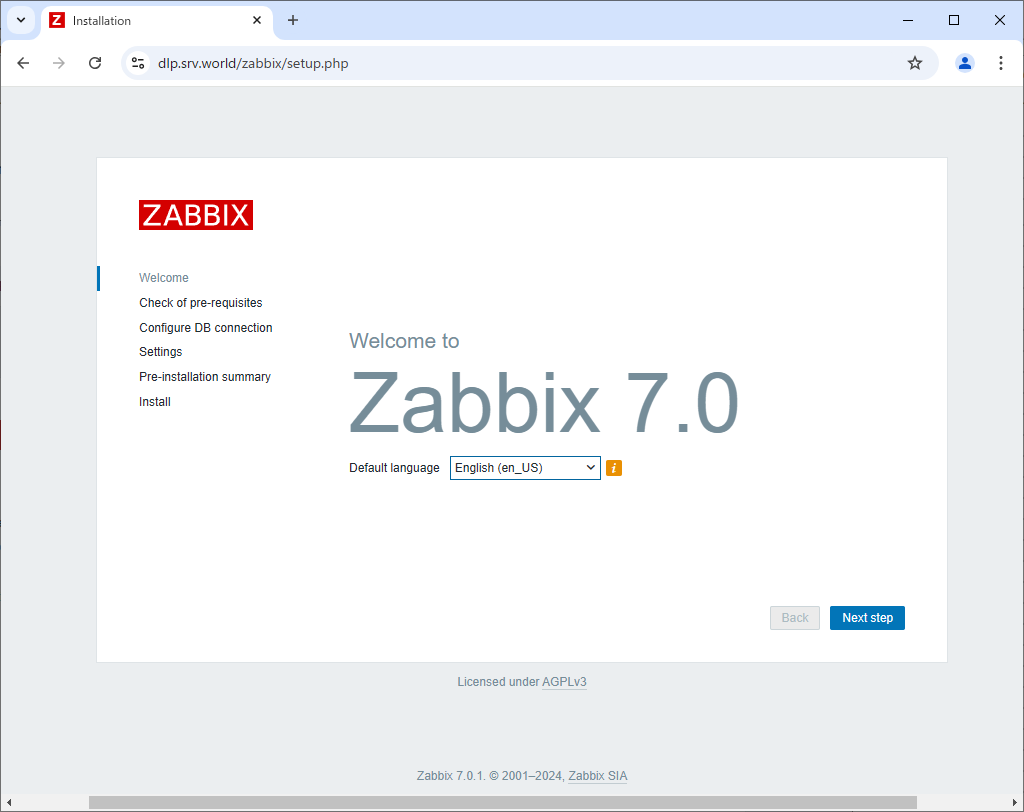 Installation
dlp.srv.world/zabbix/setup.php
ZABBIX
Welcome
Check of pre-requisites
Configure DB connection
Settings
Pre-installation summary
Install
Welcome to
Zabbix 7.0
Default language English (en_US) i
Back Next step
Licensed under AGPLv3
Zabbix 7.0.1. © 2001–2024, Zabbix SIA